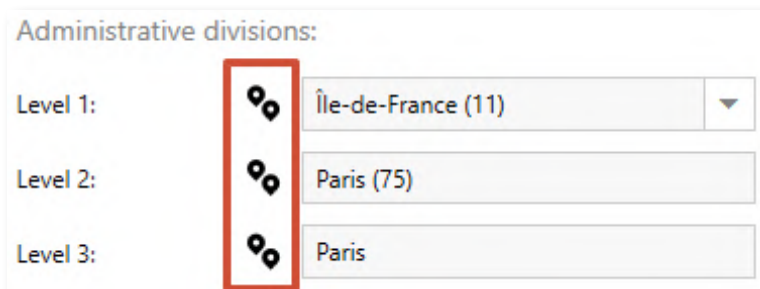 Administrative divisions:
Level 1: Île-de-France (11)
Level 2: Paris (75)
Level 3: Paris